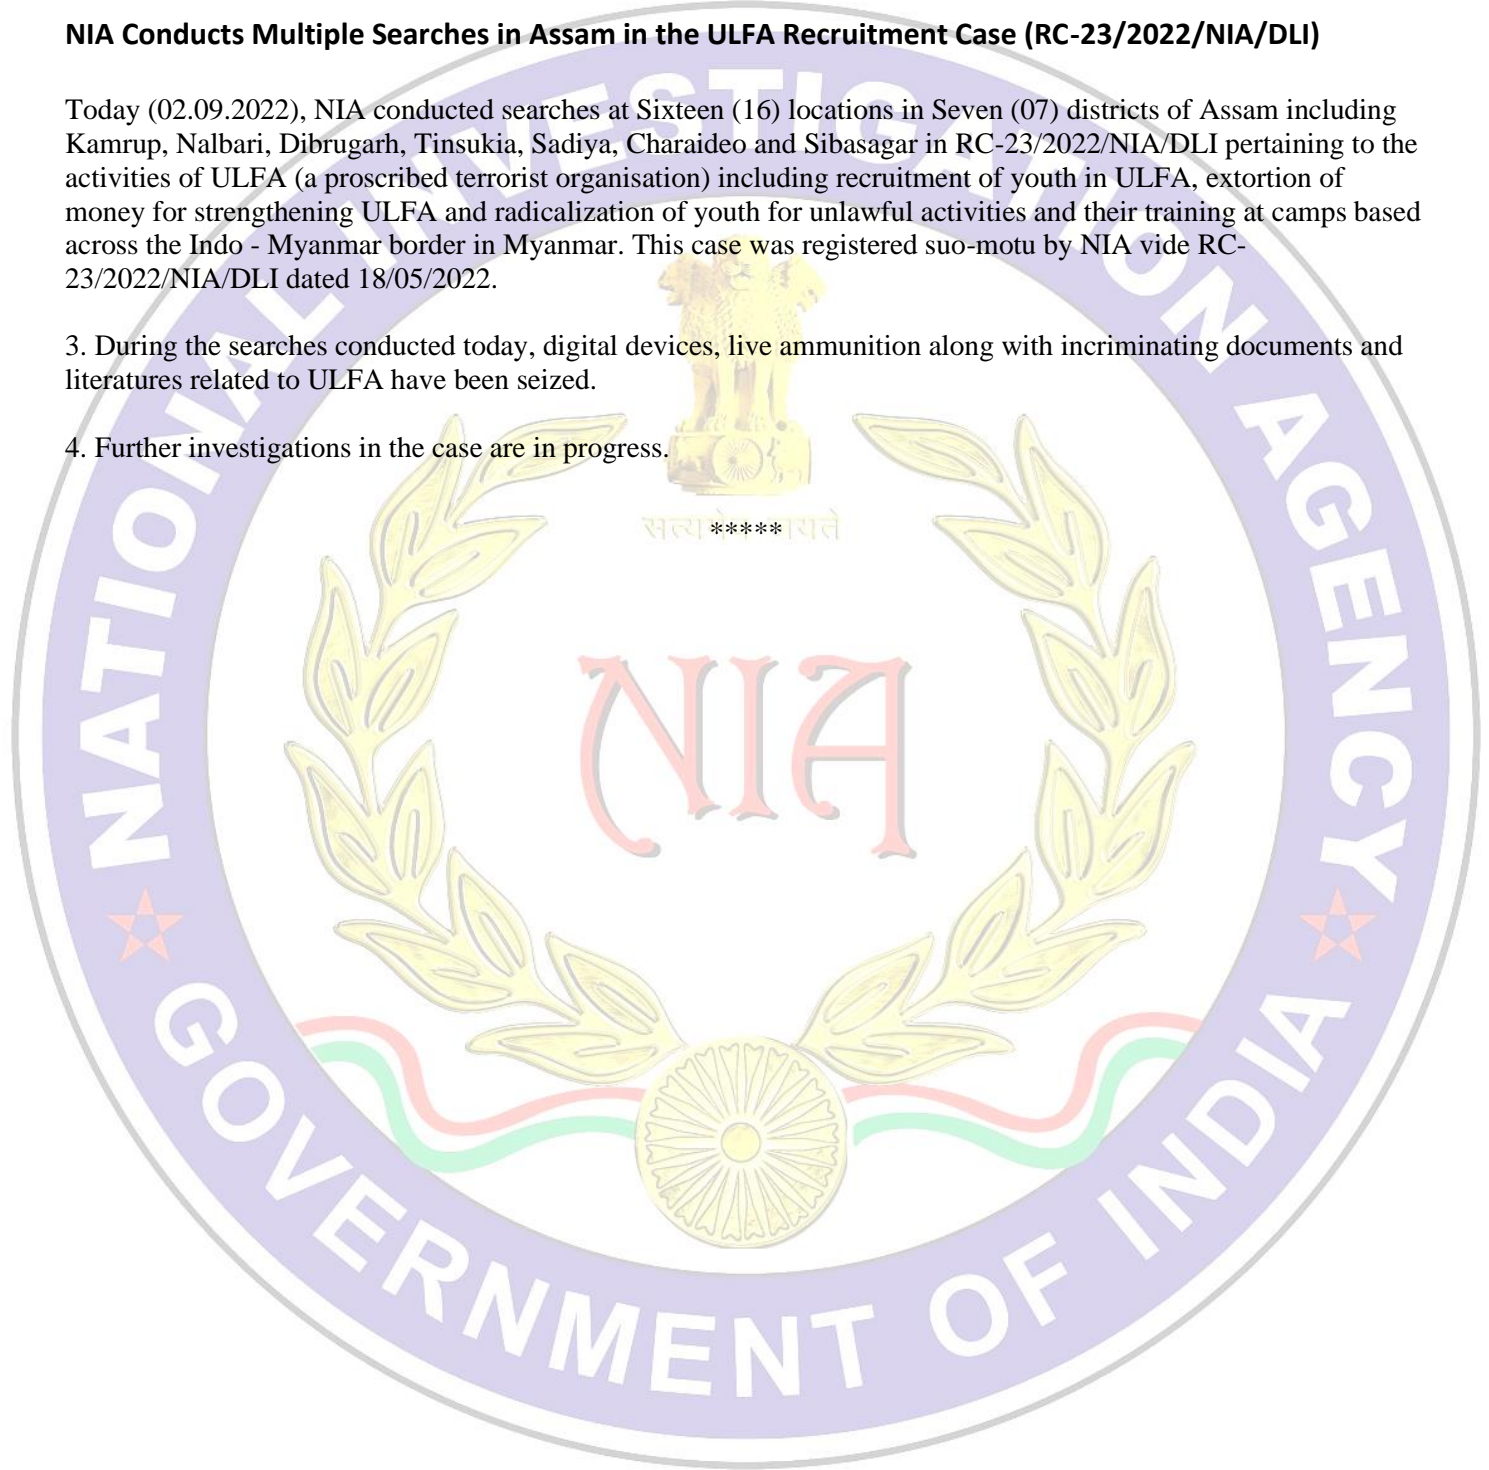 NIA Conducts Multiple Searches in Assam in the ULFA Recruitment Case (RC-23/2022/NIA/DLI)
Today (02.09.2022), NIA conducted searches at Sixteen (16) locations in Seven (07) districts of Assam including
Kamrup, Nalbari, Dibrugarh, Tinsukia, Sadiya, Charaideo and Sibasagar in RC-23/2022/NIA/DLI pertaining to the
activities of ULFA (a proscribed terrorist organisation) including recruitment of youth in ULFA, extortion of
money for strengthening ULFA and radicalization of youth for unlawful activities and their training at camps based
across the Indo - Myanmar border in Myanmar. This case was registered suo-motu by NIA vide RC-
23/2022/NIA/DLI dated 18/05/2022.
3. During the searches conducted today, digital devices, live ammunition along with incriminating documents and
literatures related to ULFA have been seized.
4. Further investigations in the case are in progress.
*****
NATIONAL INVESTIGATION AGENCY
NIA
GOVERNMENT OF INDIA